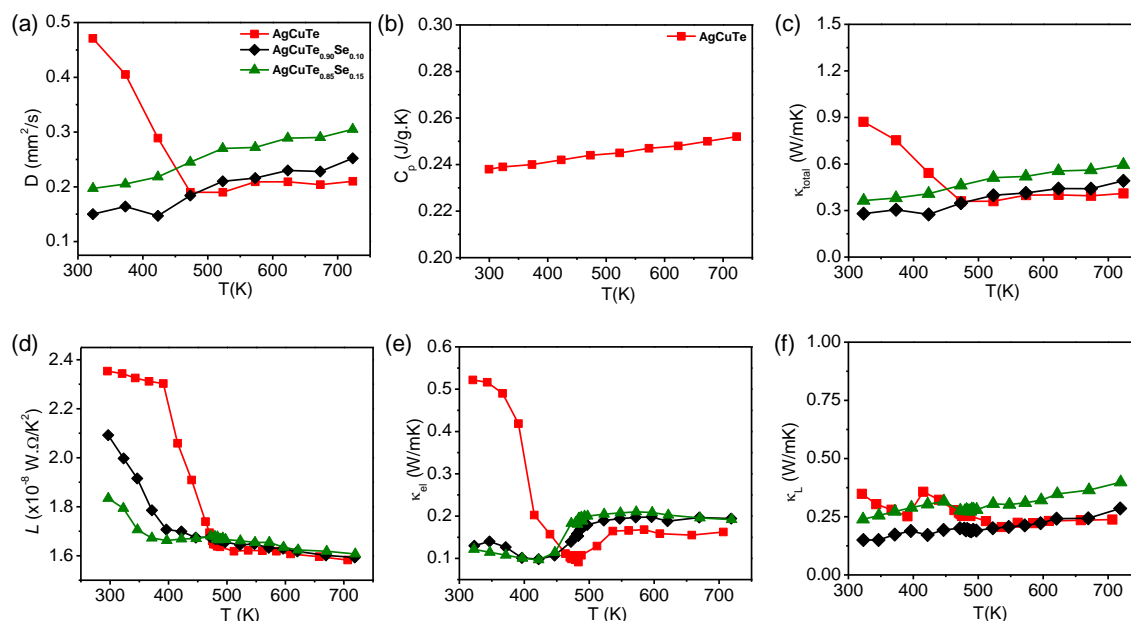 (a)
0.5
0.4
0.3
0.2
0.1
D (mm²/s)
AgCuTe
AgCuTe₀.₉₀Se₀.₁₀
AgCuTe₀.₈₅Se₀.₁₅
300 400 500 600 700
T(K)
(b)
0.30
0.28
0.26
0.24
0.22
0.20
Cₚ (J/g.K)
AgCuTe
300 400 500 600 700
T(K)
(c)
1.5
1.2
0.9
0.6
0.3
0.0
κtotal (W/mK)
300 400 500 600 700
T(K)
(d)
2.4
2.2
2.0
1.8
1.6
L (x10⁻⁸ W.Ω/K²)
300 400 500 600 700
T (K)
(e)
0.6
0.5
0.4
0.3
0.2
0.1
0.0
κel (W/mK)
300 400 500 600 700
T (K)
(f)
1.00
0.75
0.50
0.25
0.00
κL (W/mK)
300 400 500 600 700
T(K)